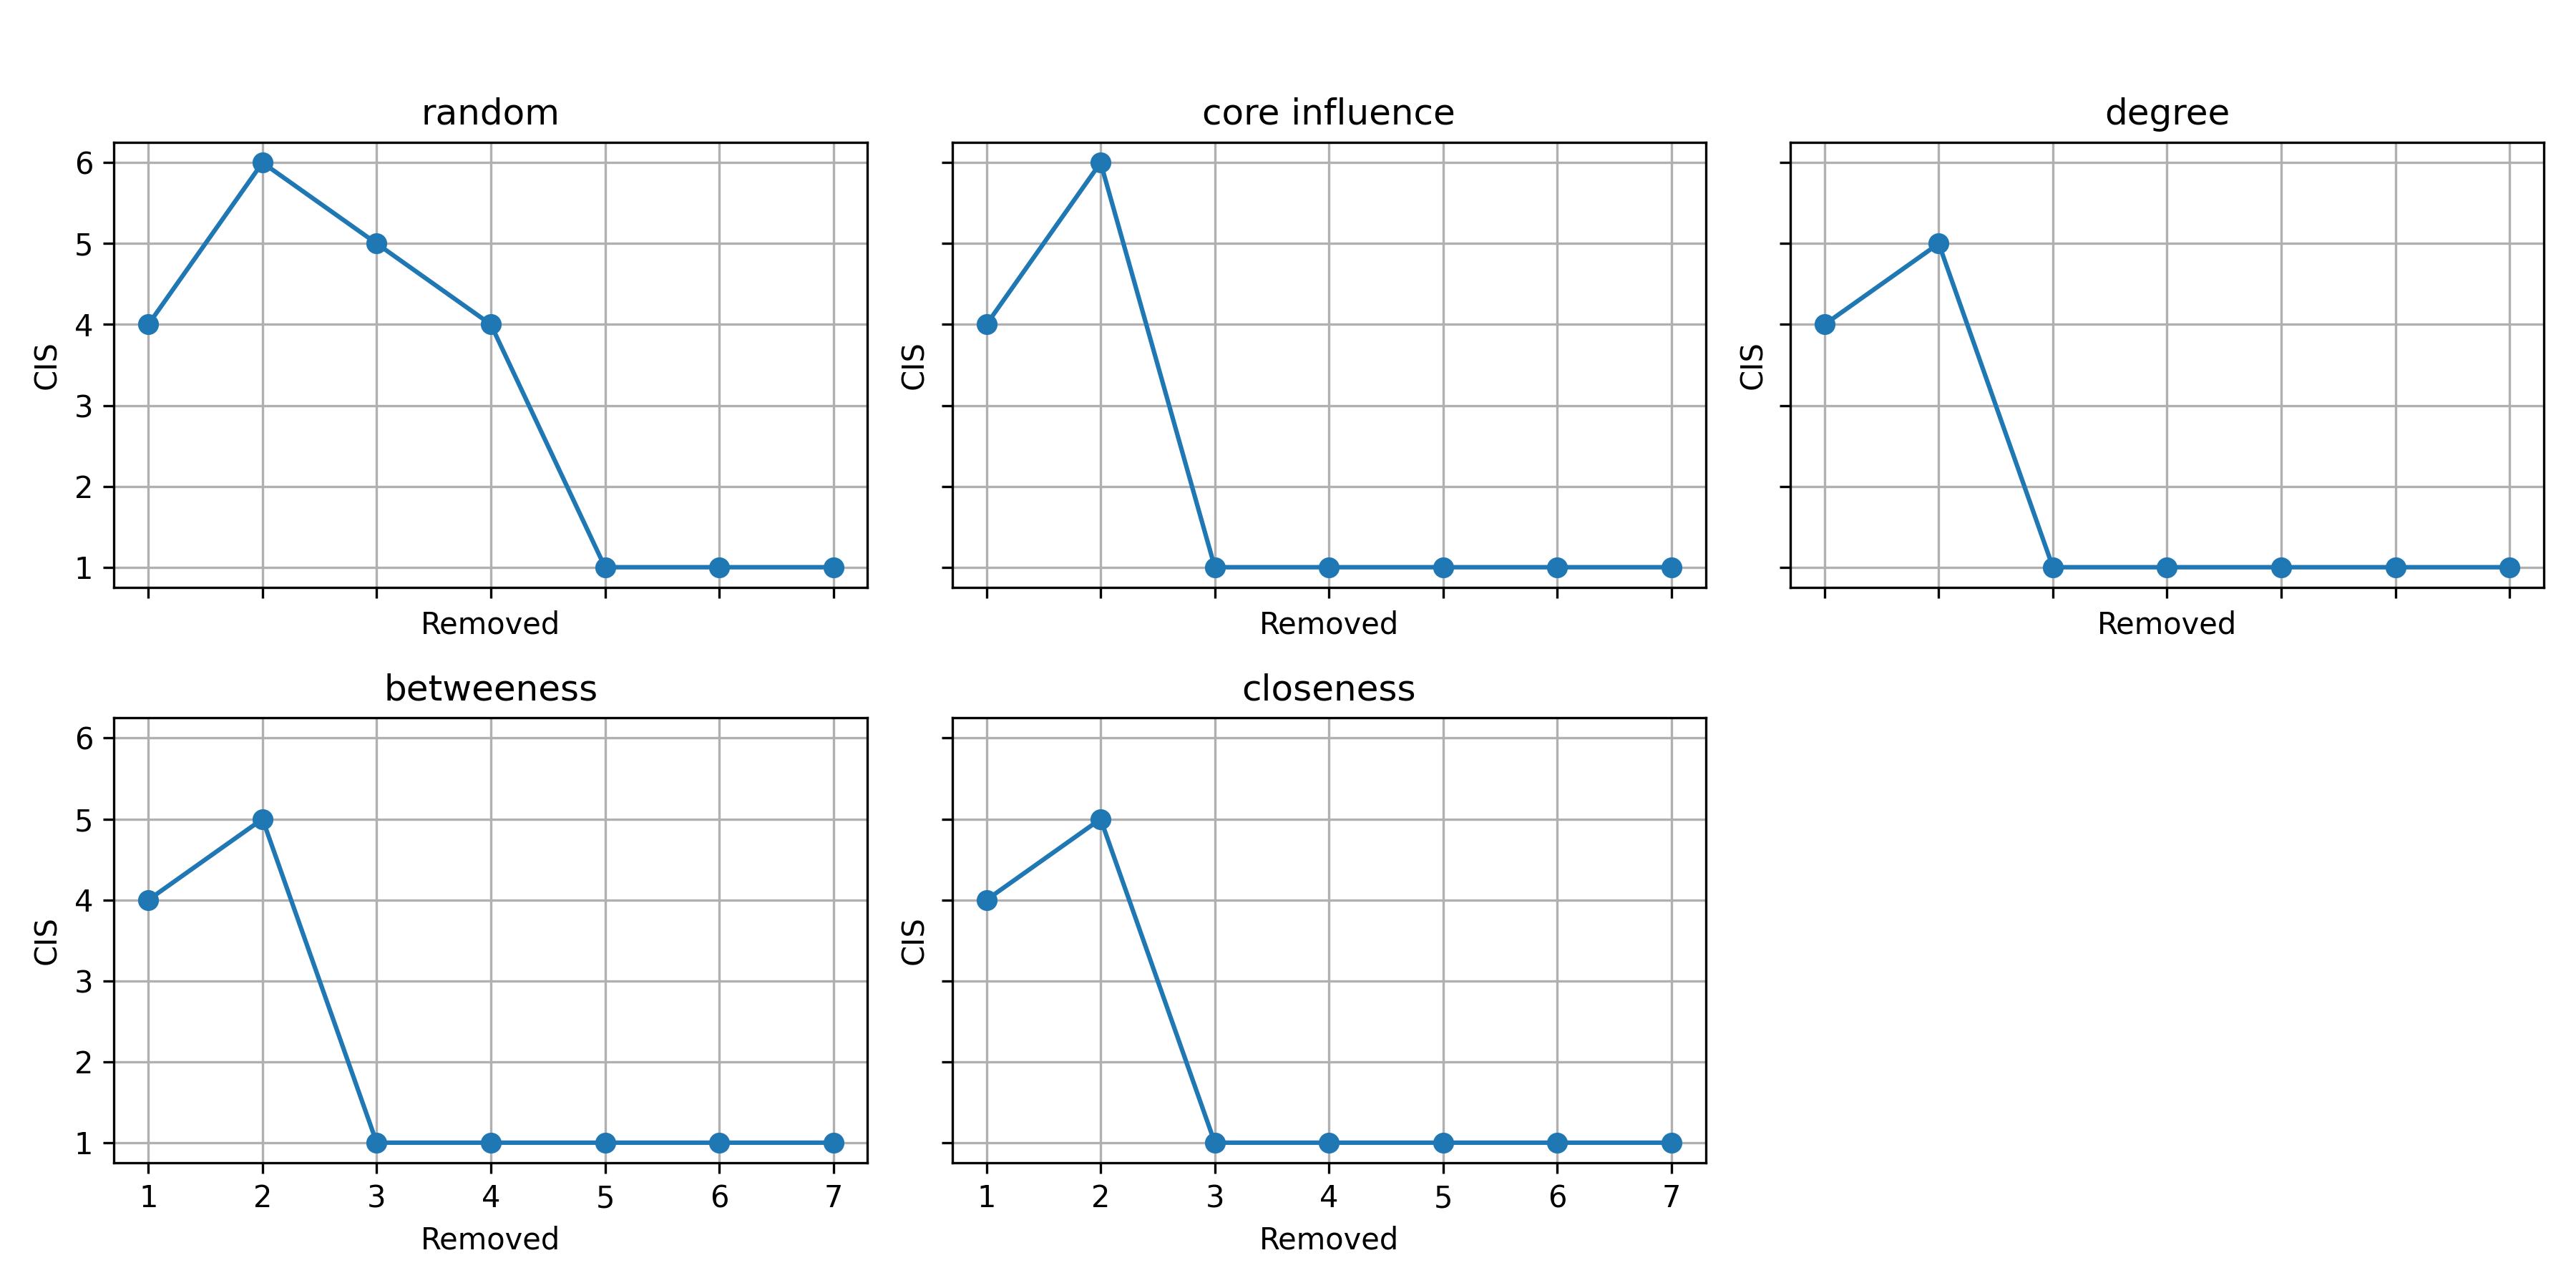 random
core influence
degree
6
5
4
3
2
1
CIS
CIS
CIS
Removed
Removed
Removed
betweeness
closeness
6
5
4
3
2
1
CIS
CIS
1 2 3 4 5 6 7
1 2 3 4 5 6 7
Removed
Removed